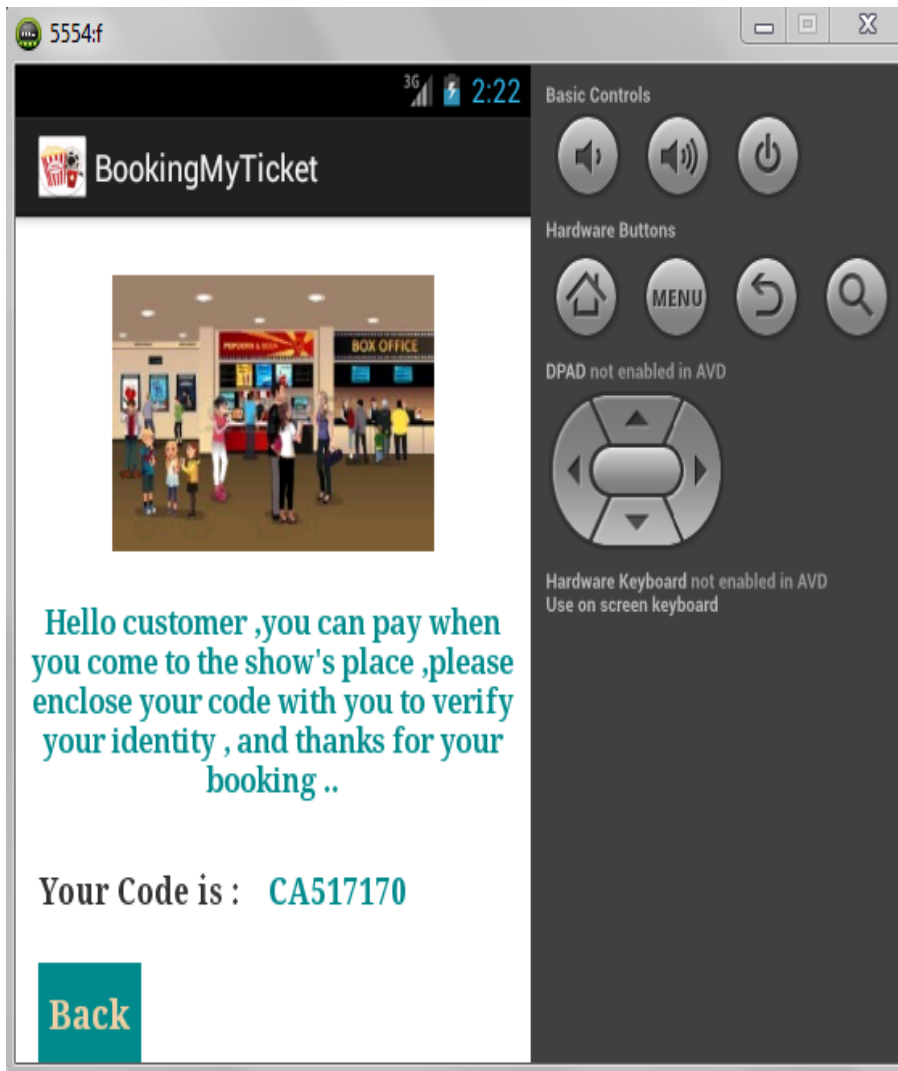 5554:f
3G 2:22
BookingMyTicket
POPCORN & SODA
BOX OFFICE
Hello customer ,you can pay when
you come to the show's place ,please
enclose your code with you to verify
your identity , and thanks for your
booking ..
Your Code is : CA517170
Back
Basic Controls
Hardware Buttons
MENU
DPAD not enabled in AVD
Hardware Keyboard not enabled in AVD
Use on screen keyboard